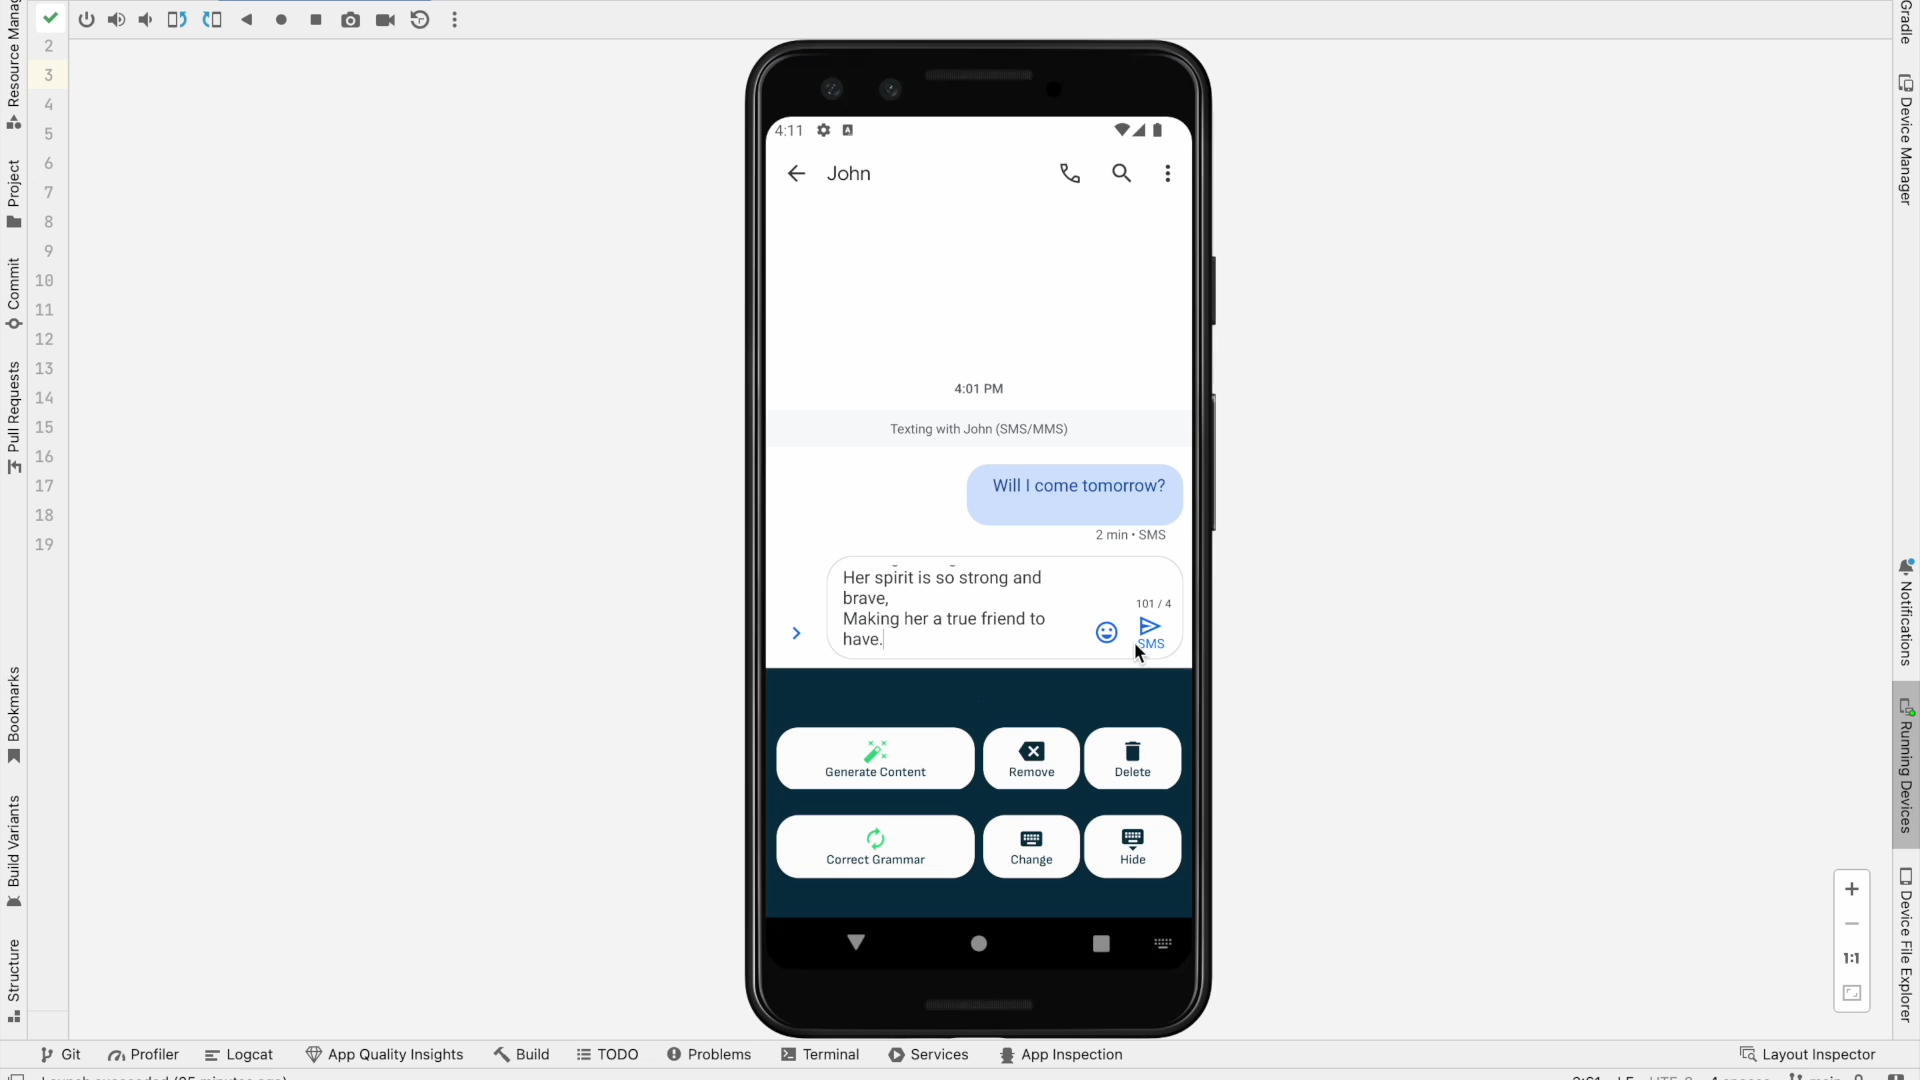 Resource Manag
Project
Commit
Pull Requests
Bookmarks
Build Variants
Structure
2
3
4
5
6
7
8
9
10
11
12
13
14
15
16
17
18
19
4:11
John
4:01 PM
Texting with John (SMS/MMS)
Will I come tomorrow?
2 min • SMS
Her spirit is so strong and
brave,
Making her a true friend to
have.
101 / 4
SMS
Generate Content
Remove
Delete
Correct Grammar
Change
Hide
Gradle
Device Manager
Notifications
Running Devices
Device File Explorer
1:1
Git
Profiler
Logcat
App Quality Insights
Build
TODO
Problems
Terminal
Services
App Inspection
Layout Inspector